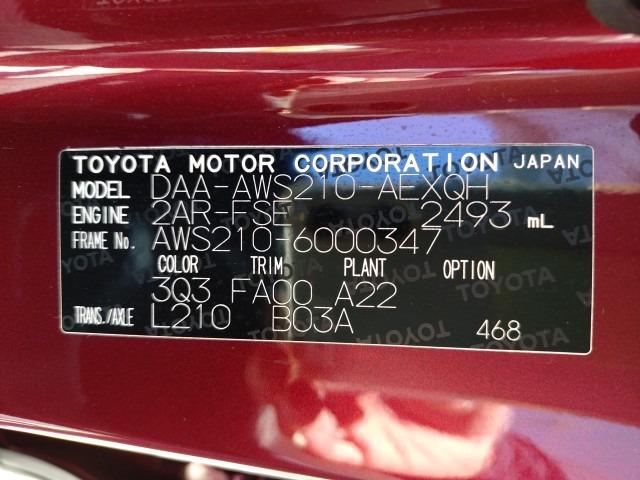 TOYOTA MOTOR CORPORATION JAPAN
MODEL DAA-AWS210-AEXQH
ENGINE 2AR-FSE 2493 mL
FRAME No. AWS210-6000347
COLOR TRIM PLANT OPTION
3Q3 FA00 A22
TRANS./AXLE L210 B03A 468